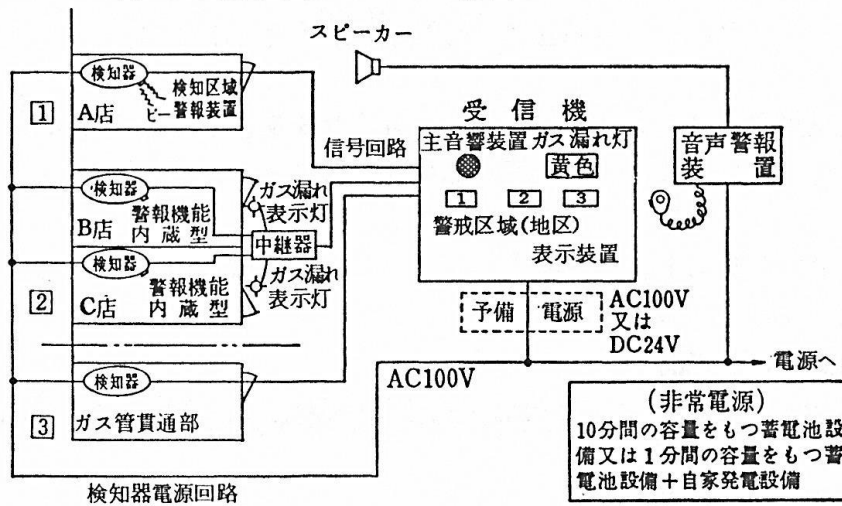 スピーカー
検知器
検知区域
ピー 警報装置
1
A店
受信機
主音響装置 ガス漏れ灯
黄色
信号回路
音声警報
装置
1 2 3
警戒区域(地区)
表示装置
検知器
警報機能
内蔵型
B店
ガス漏れ
表示灯
中継器
検知器
警報機能
内蔵型
C店
2
ガス漏れ
表示灯
予備 電源
AC100V
又は
DC24V
電源へ
AC100V
検知器
3
ガス管貫通部
(非常電源)
10分間の容量をもつ蓄電池設
備又は1分間の容量をもつ蓄
電池設備+自家発電設備
検知器電源回路